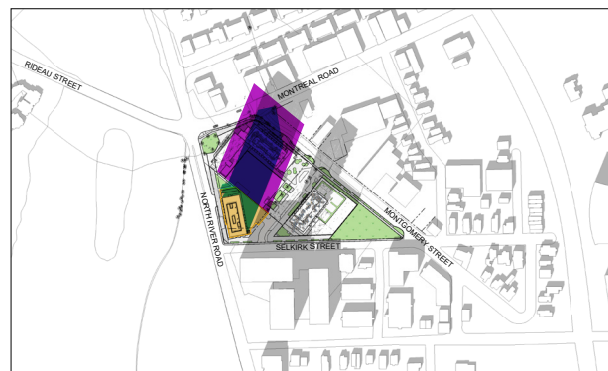 RIDEAU STREET
MONTREAL ROAD
NORTH RIVER ROAD
MONTGOMERY STREET
SELKIRK STREET